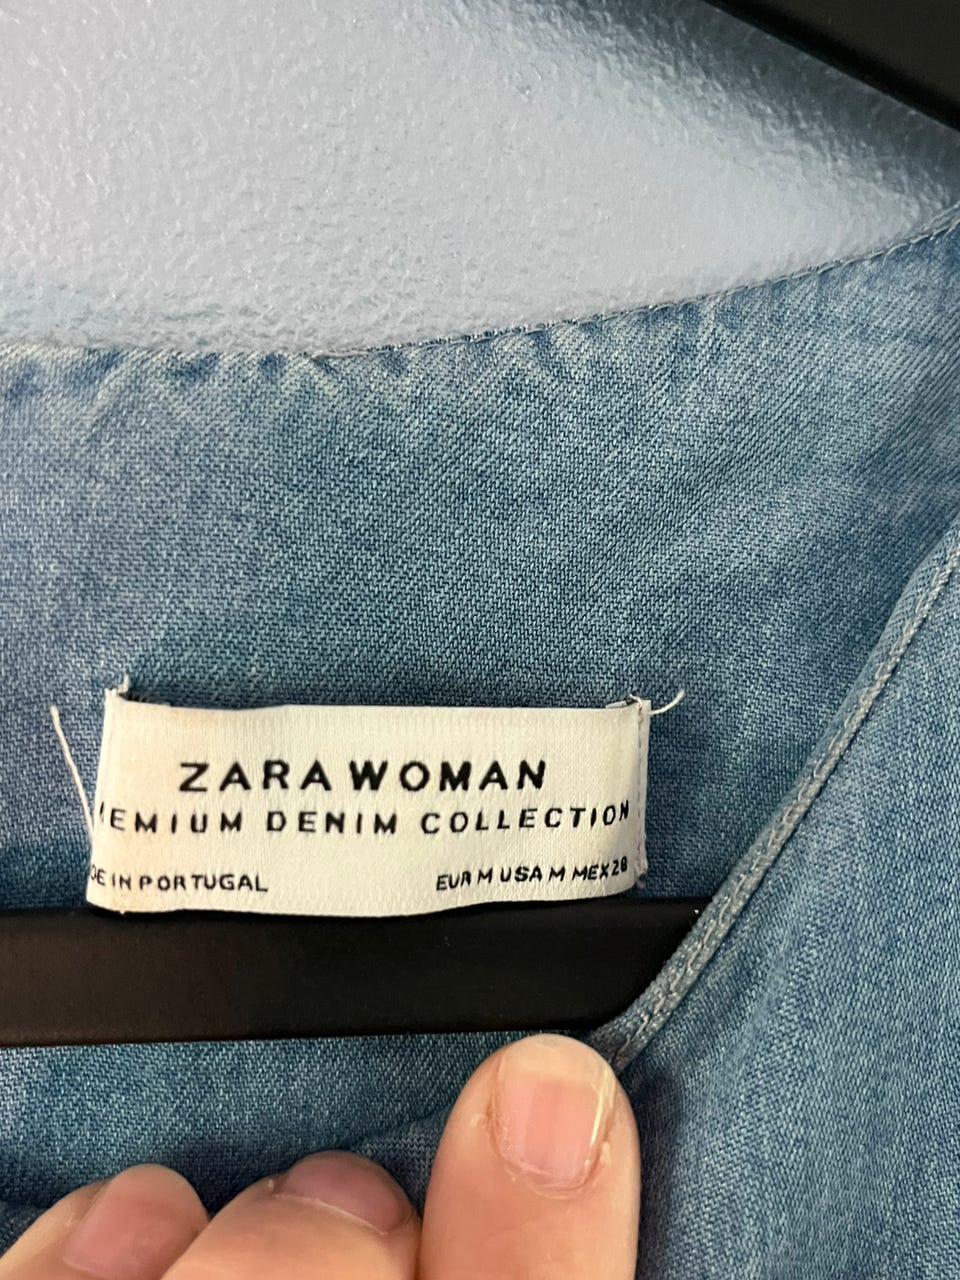 ZARA WOMAN
EMIUM DENIM COLLECTION
DE IN PORTUGAL
EUR M USA M MEX 28